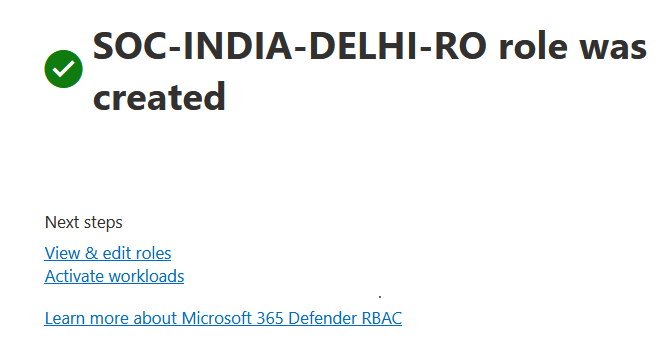 SOC-INDIA-DELHI-RO role was
created
Next steps
View & edit roles
Activate workloads
Learn more about Microsoft 365 Defender RBAC